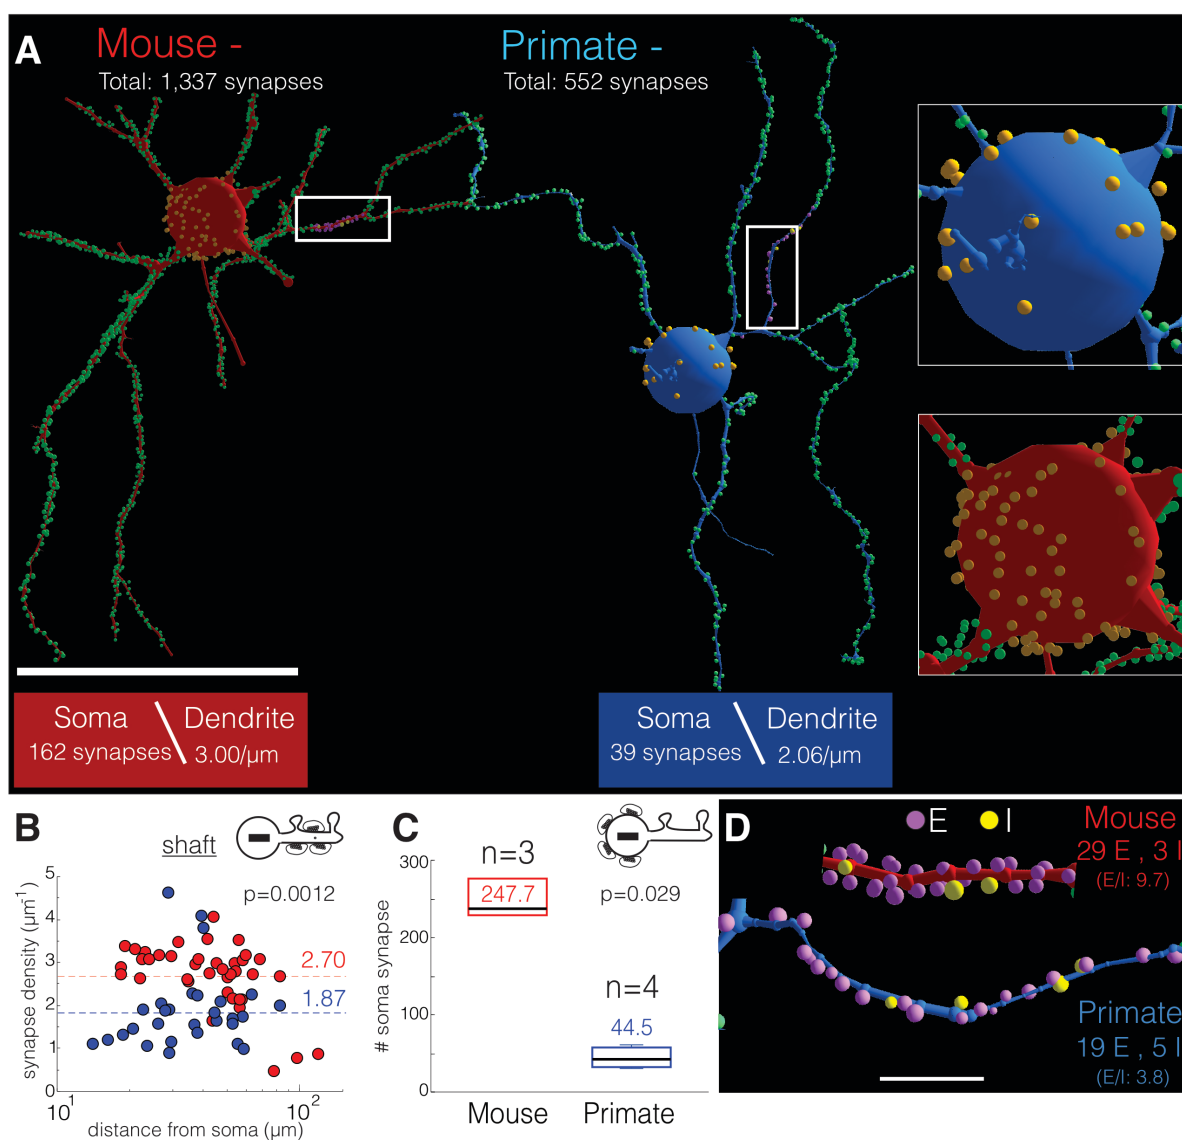 A
Mouse -
Total: 1,337 synapses
Primate -
Total: 552 synapses
Soma \ Dendrite
162 synapses 3.00/µm
Soma \ Dendrite
39 synapses 2.06/µm
B
shaft
p=0.0012
synapse density (µm⁻¹)
5
4
3
2
1
0
2.70
1.87
10¹
10²
distance from soma (µm)
C
n=3
p=0.029
# soma synapse
300
200
100
0
247.7
n=4
44.5
Mouse
Primate
D
E
I
Mouse
29 E , 3 I
(E/I: 9.7)
Primate
19 E , 5 I
(E/I: 3.8)